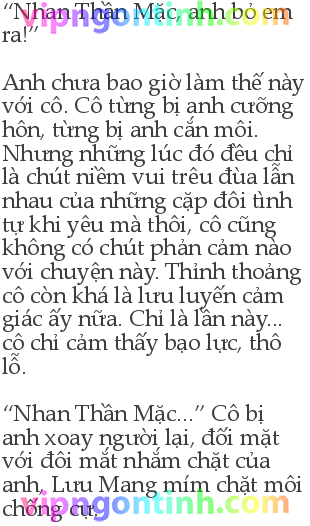 “Nhan Thần Mặc, anh bỏ em
ra!”
Anh chưa bao giờ làm thế này
với cô. Cô từng bị anh cưỡng
hôn, từng bị anh cắn môi.
Nhưng những lúc đó đều chỉ
là chút niềm vui trêu đùa lẫn
nhau của những cặp đôi tình
tự khi yêu mà thôi, cô cũng
không có chút phản cảm nào
với chuyện này. Thỉnh thoảng
cô còn khá là lưu luyến cảm
giác ấy nữa. Chỉ là lần này...
cô chỉ cảm thấy bạo lực, thô
lỗ.
“Nhan Thần Mặc...” Cô bị
anh xoay người lại, đối mặt
với đôi mắt nhắm chặt của
anh, Lưu Mang mím chặt môi
chống cự.
vipngontinh.com
vipngontinh.com